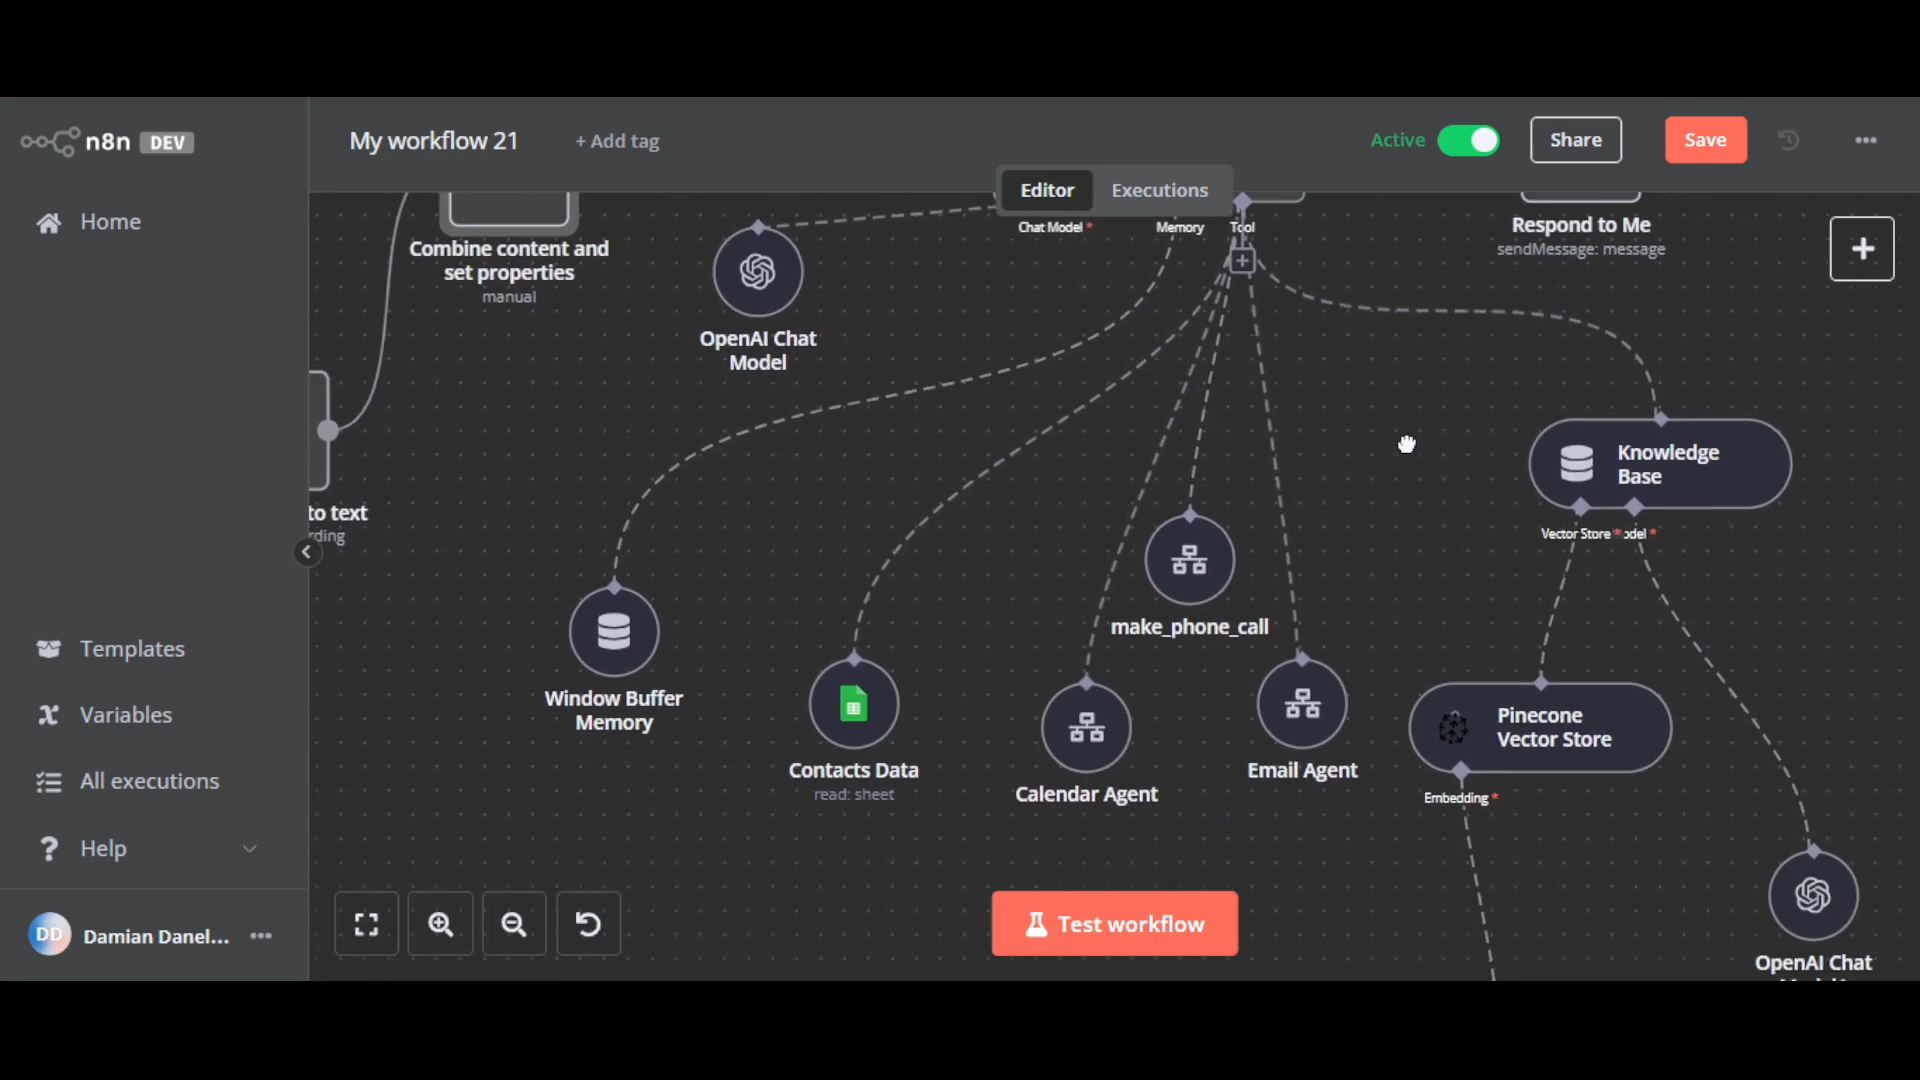 n8n DEV
My workflow 21
+ Add tag
Active
Share
Save
Editor
Executions
Home
Templates
Variables
All executions
Help
DD
Damian Danel...
Combine content and
set properties
manual
to text
rding
OpenAI Chat
Model
Chat Model *
Memory
Tool
Respond to Me
sendMessage: message
Knowledge
Base
Vector Store *
odel *
make_phone_call
Window Buffer
Memory
Contacts Data
read: sheet
Calendar Agent
Email Agent
Pinecone
Vector Store
Embedding *
Test workflow
OpenAI Chat